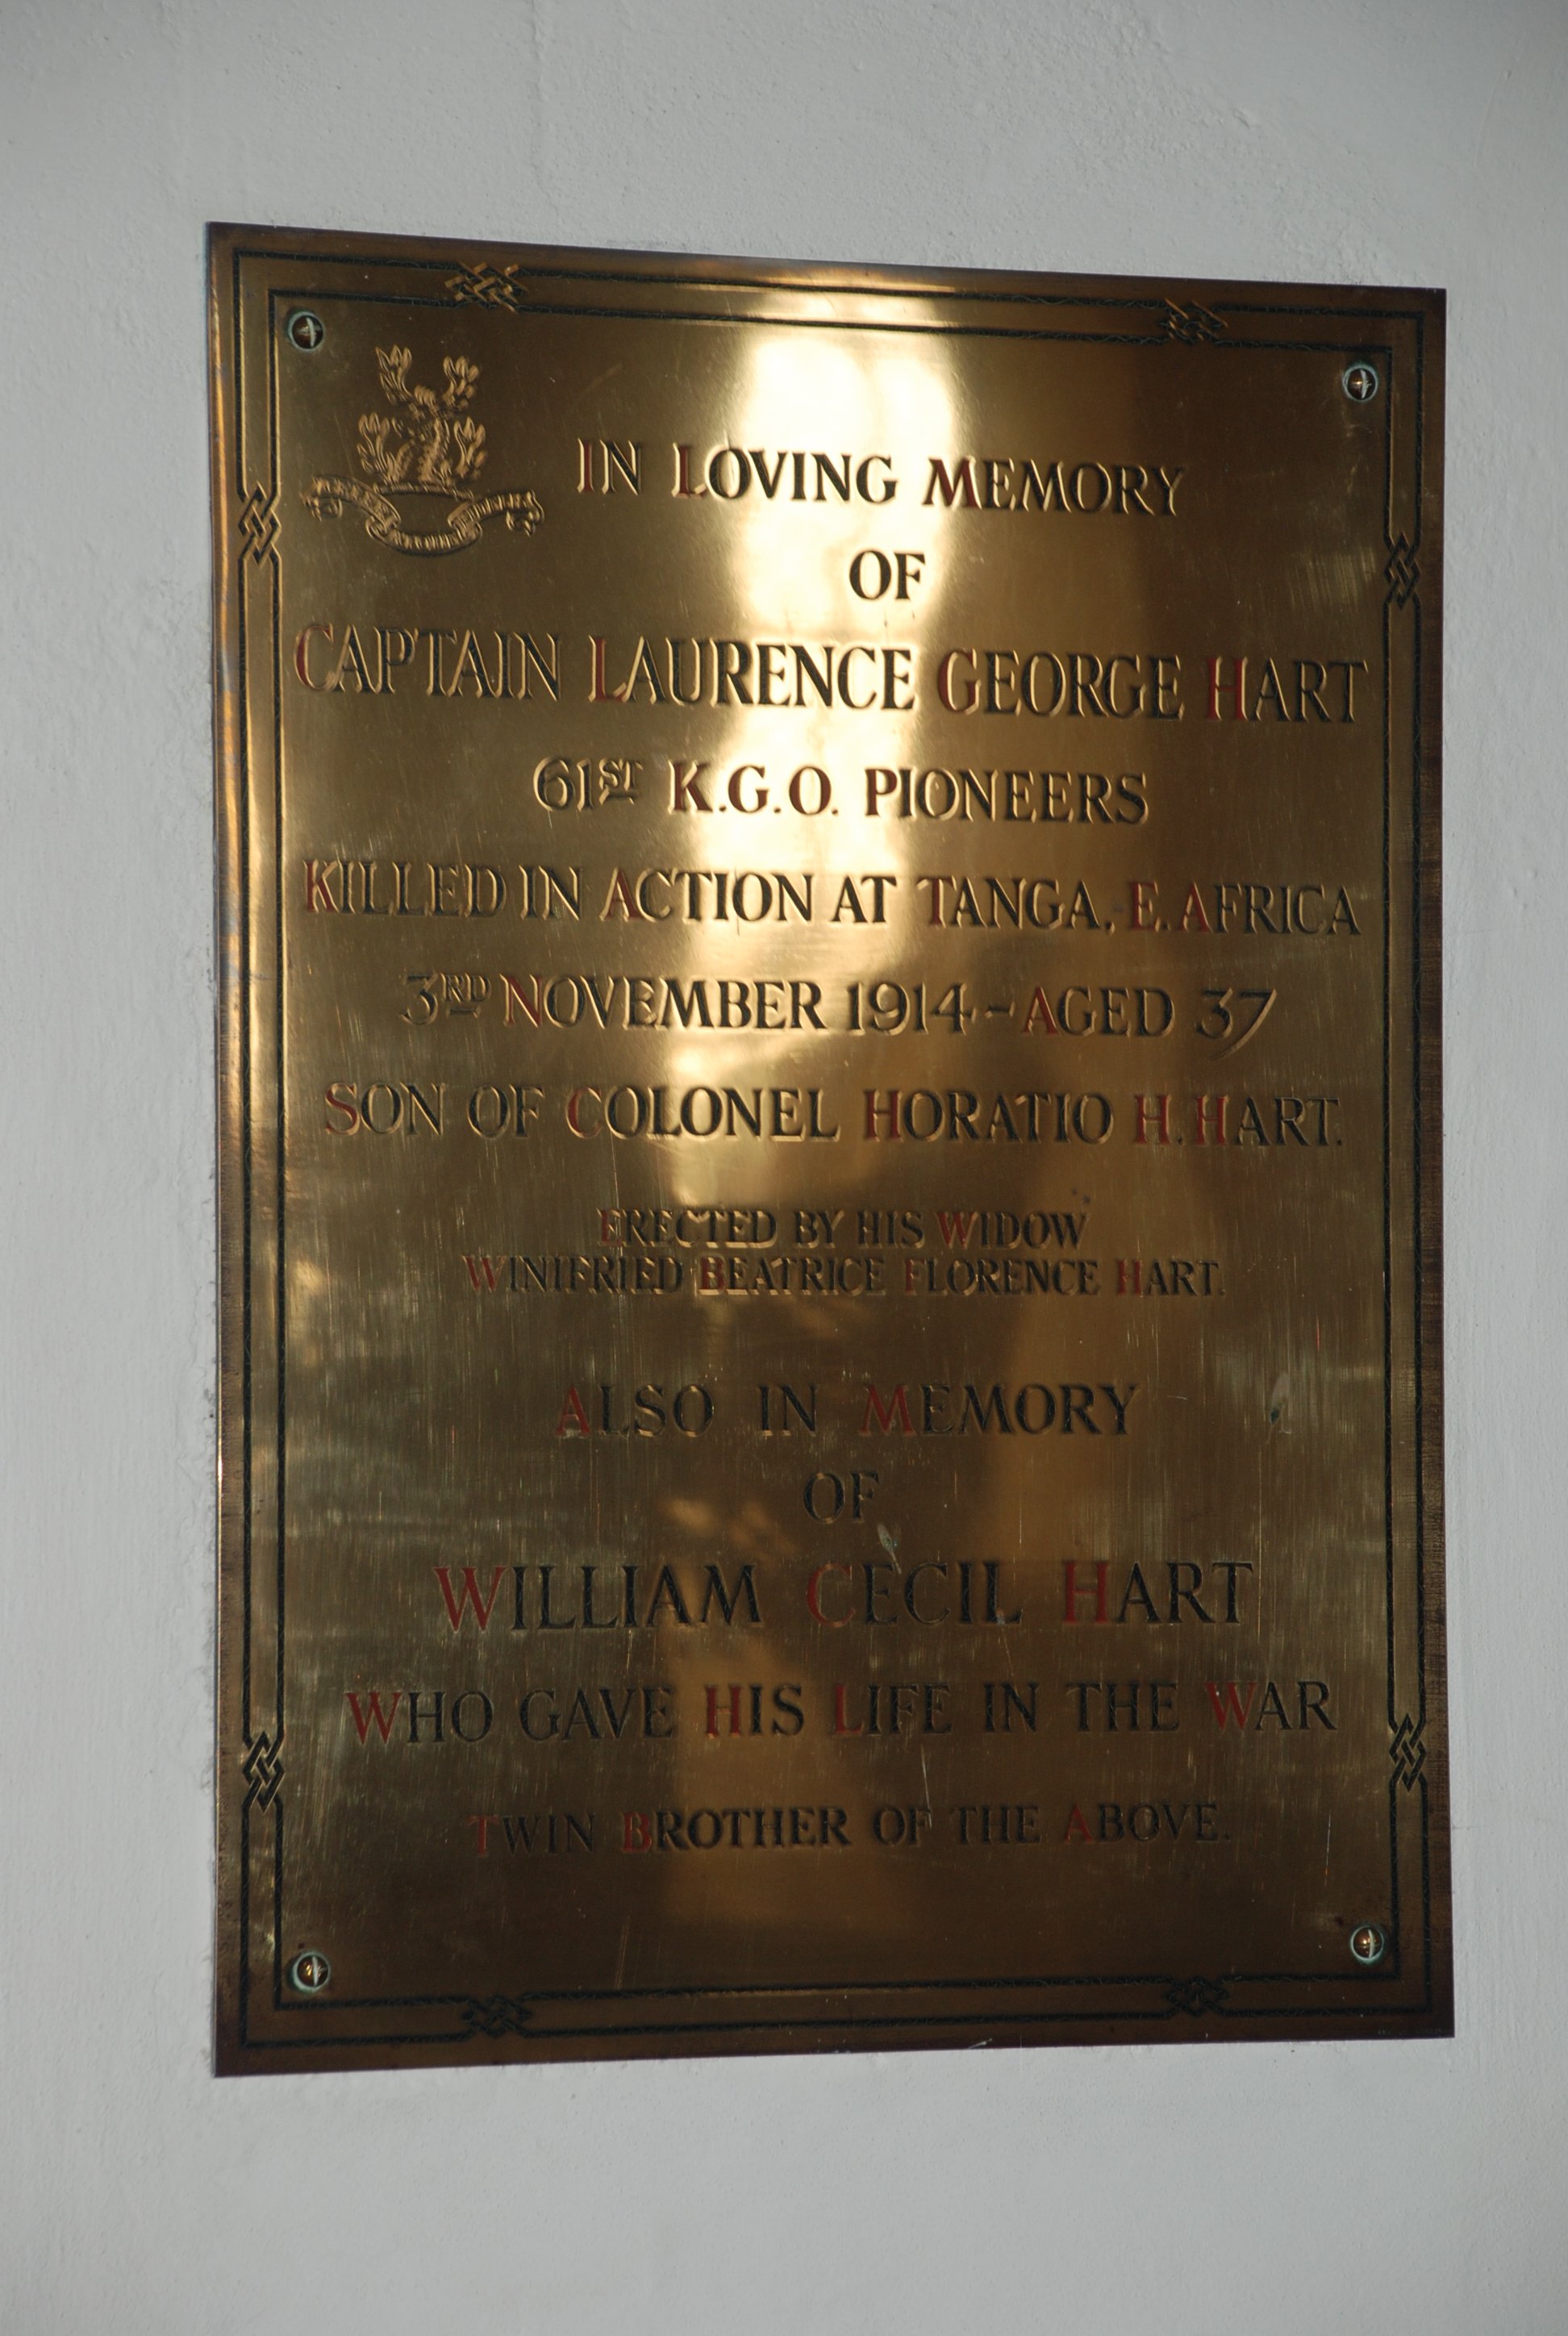 IN LOVING MEMORY
OF
CAPTAIN LAURENCE GEORGE HART
61ST K.G.O. PIONEERS
KILLED IN ACTION AT TANGA, E. AFRICA
3RD NOVEMBER 1914 - AGED 37
SON OF COLONEL HORATIO H. HART.
ERECTED BY HIS WIDOW
WINIFRIED BEATRICE FLORENCE HART.
ALSO IN MEMORY
OF
WILLIAM CECIL HART
WHO GAVE HIS LIFE IN THE WAR
TWIN BROTHER OF THE ABOVE.